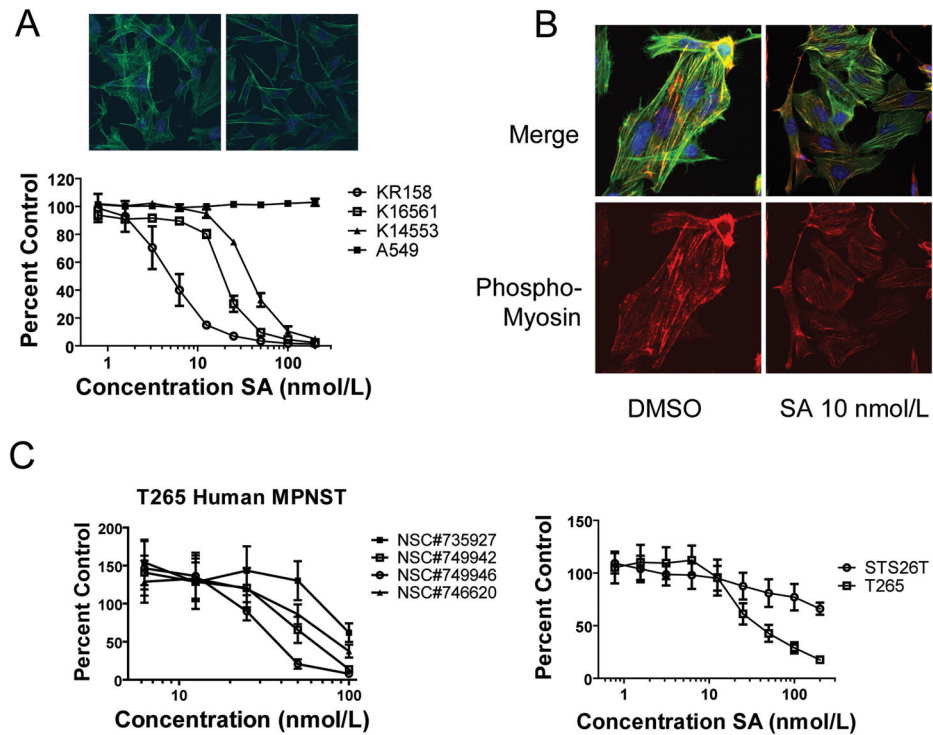 A
120
100
80
60
40
20
0
Percent Control
1
10
100
Concentration SA (nmol/L)
KR158
K16561
K14553
A549
B
Merge
Phospho-
Myosin
DMSO
SA 10 nmol/L
C
T265 Human MPNST
200
150
100
50
0
Percent Control
10
100
Concentration (nmol/L)
NSC#735927
NSC#749942
NSC#749946
NSC#746620
150
100
50
0
Percent Control
1
10
100
Concentration SA (nmol/L)
STS26T
T265